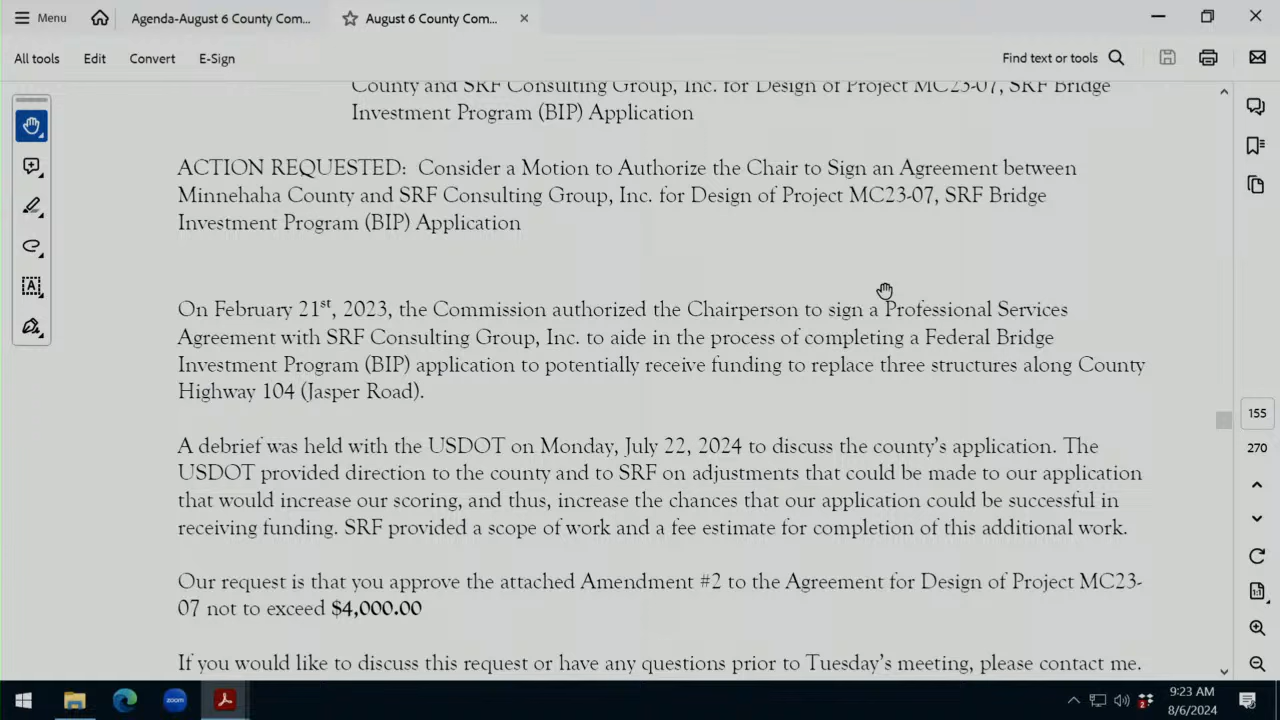 Menu
Agenda-August 6 County Com...
August 6 County Com...
All tools
Edit
Convert
E-Sign
Find text or tools
County and SRF Consulting Group, Inc. for Design of Project MC23-07, SRF Bridge
Investment Program (BIP) Application
ACTION REQUESTED: Consider a Motion to Authorize the Chair to Sign an Agreement between
Minnehaha County and SRF Consulting Group, Inc. for Design of Project MC23-07, SRF Bridge
Investment Program (BIP) Application
On February 21st, 2023, the Commission authorized the Chairperson to sign a Professional Services
Agreement with SRF Consulting Group, Inc. to aide in the process of completing a Federal Bridge
Investment Program (BIP) application to potentially receive funding to replace three structures along County
Highway 104 (Jasper Road).
A debrief was held with the USDOT on Monday, July 22, 2024 to discuss the county's application. The
USDOT provided direction to the county and to SRF on adjustments that could be made to our application
that would increase our scoring, and thus, increase the chances that our application could be successful in
receiving funding. SRF provided a scope of work and a fee estimate for completion of this additional work.
Our request is that you approve the attached Amendment #2 to the Agreement for Design of Project MC23-
07 not to exceed $4,000.00
If you would like to discuss this request or have any questions prior to Tuesday's meeting, please contact me.
155
270
1:1
zoom
2
9:23 AM
8/6/2024